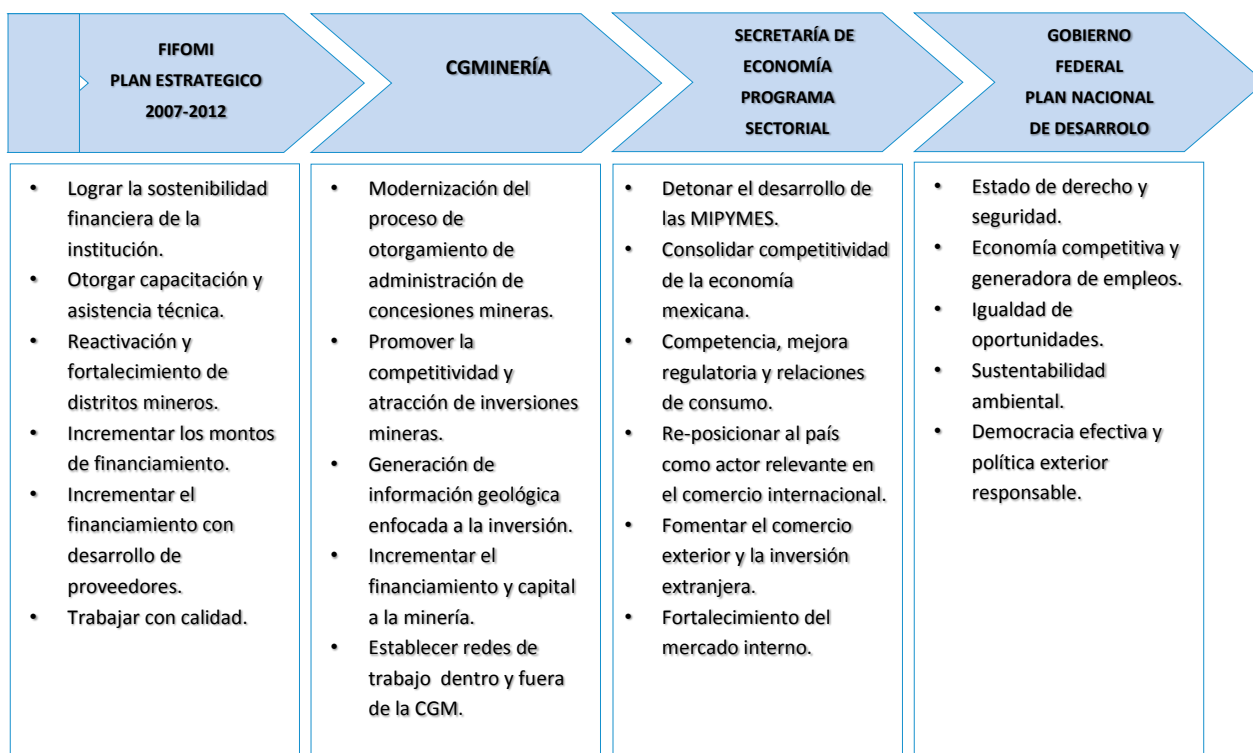 FIFOMI
PLAN ESTRATEGICO
2007-2012
CGMINERÍA
SECRETARÍA DE
ECONOMÍA
PROGRAMA
SECTORIAL
GOBIERNO
FEDERAL
PLAN NACIONAL
DE DESARROLO
• Lograr la sostenibilidad
financiera de la
institución.
• Otorgar capacitación y
asistencia técnica.
• Reactivación y
fortalecimiento de
distritos mineros.
• Incrementar los montos
de financiamiento.
• Incrementar el
financiamiento con
desarrollo de
proveedores.
• Trabajar con calidad.
• Modernización del
proceso de
otorgamiento de
administración de
concesiones mineras.
• Promover la
competitividad y
atracción de inversiones
mineras.
• Generación de
información geológica
enfocada a la inversión.
• Incrementar el
financiamiento y capital
a la minería.
• Establecer redes de
trabajo dentro y fuera
de la CGM.
• Detonar el desarrollo de
las MIPYMES.
• Consolidar competitividad
de la economía
mexicana.
• Competencia, mejora
regulatoria y relaciones
de consumo.
• Re-posicionar al país
como actor relevante en
el comercio internacional.
• Fomentar el comercio
exterior y la inversión
extranjera.
• Fortalecimiento del
mercado interno.
• Estado de derecho y
seguridad.
• Economía competitiva y
generadora de empleos.
• Igualdad de
oportunidades.
• Sustentabilidad
ambiental.
• Democracia efectiva y
política exterior
responsable.